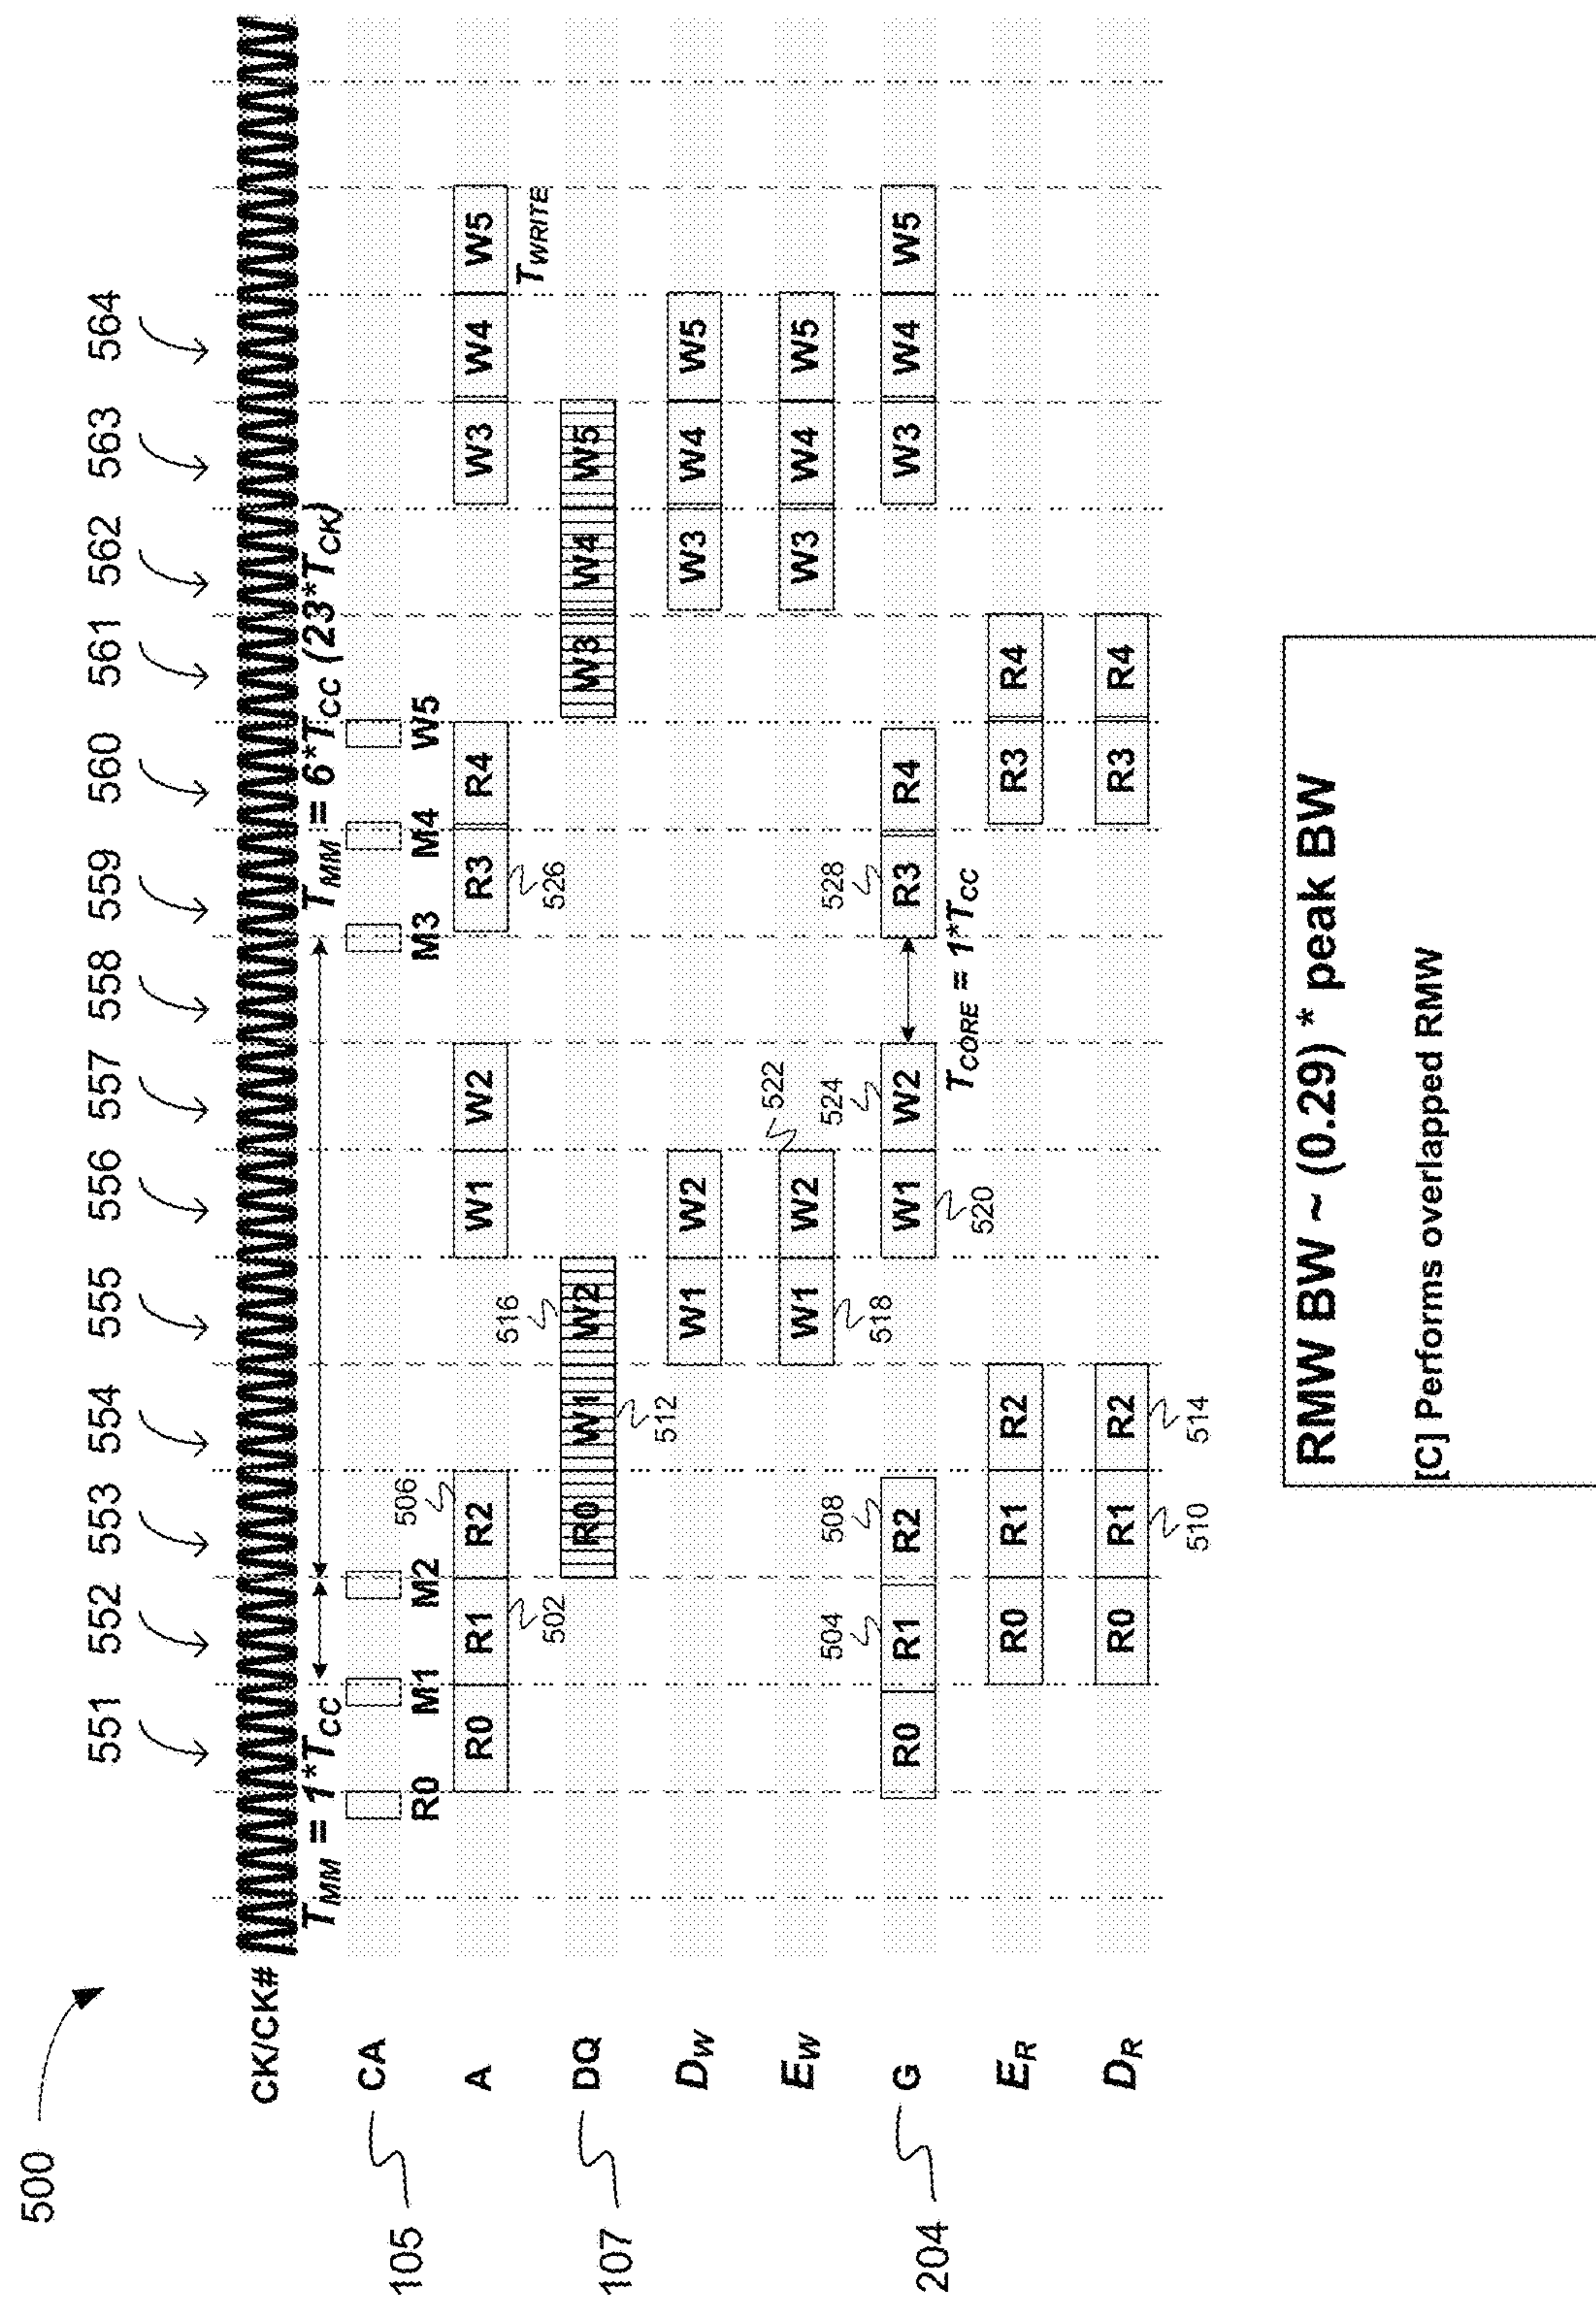 500
551 552 553 554 555 556 557 558 559 560 561 562 563 564
CK/CK#
T_MM = 1*T_CC
T_MM = 6*T_CC (23*T_CK)
105
CA
R0 M1 M2 M3 M4 W5
A
R0 R1 R2 W1 W2 R3 R4 W3 W4 W5
502 506 526
T_WRITE
107
DQ
R0 W1 W2 W3 W4 W5
512 516
D_W
W1 W2 W3 W4 W5
E_W
W1 W2 W3 W4 W5
518 522
204
G
R0 R1 R2 W1 W2 R3 R4 W3 W4 W5
504 508 520 524 528
T_CORE = 1*T_CC
E_R
R0 R1 R2 R3 R4
D_R
R0 R1 R2 R3 R4
510 514
RMW BW ~ (0.29) * peak BW
[C] Performs overlapped RMW